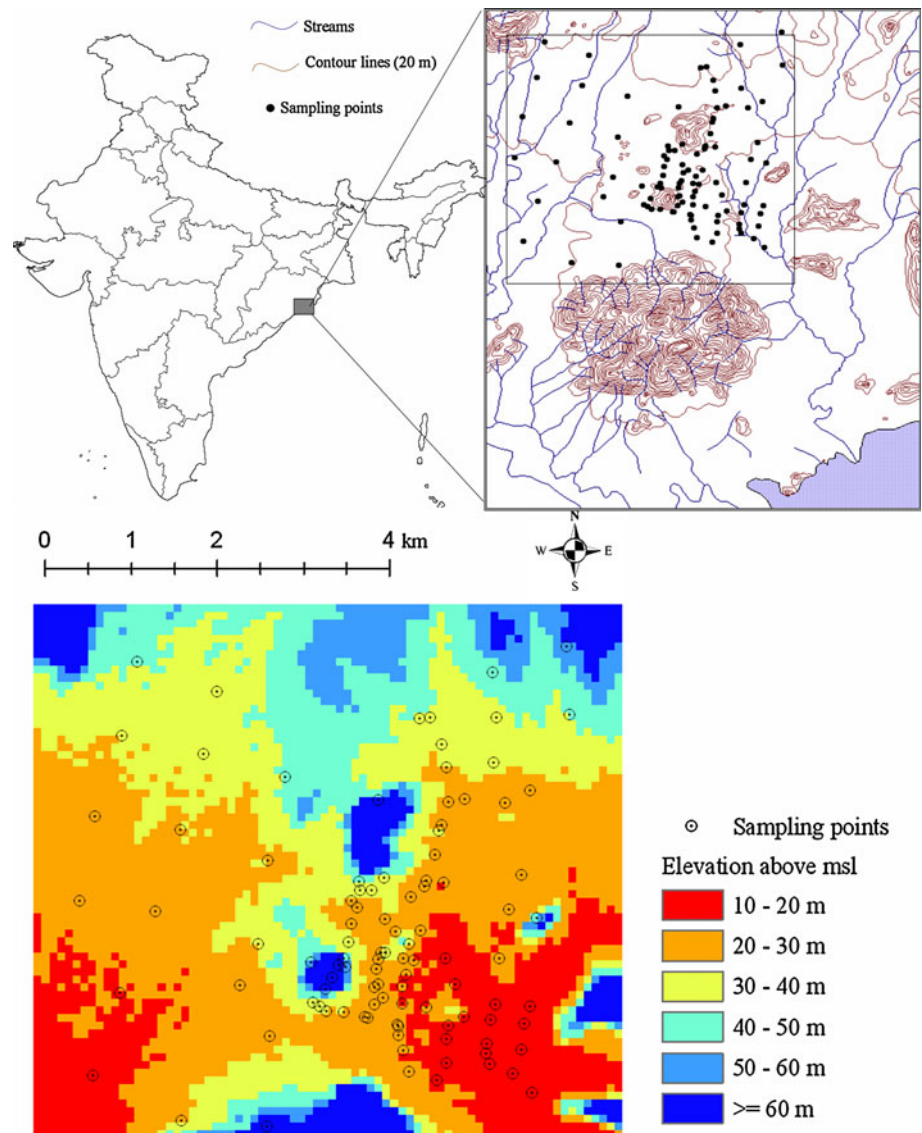 Streams
Contour lines (20 m)
Sampling points
0 1 2 4 km
N
W E
S
Sampling points
Elevation above msl
10 - 20 m
20 - 30 m
30 - 40 m
40 - 50 m
50 - 60 m
>= 60 m